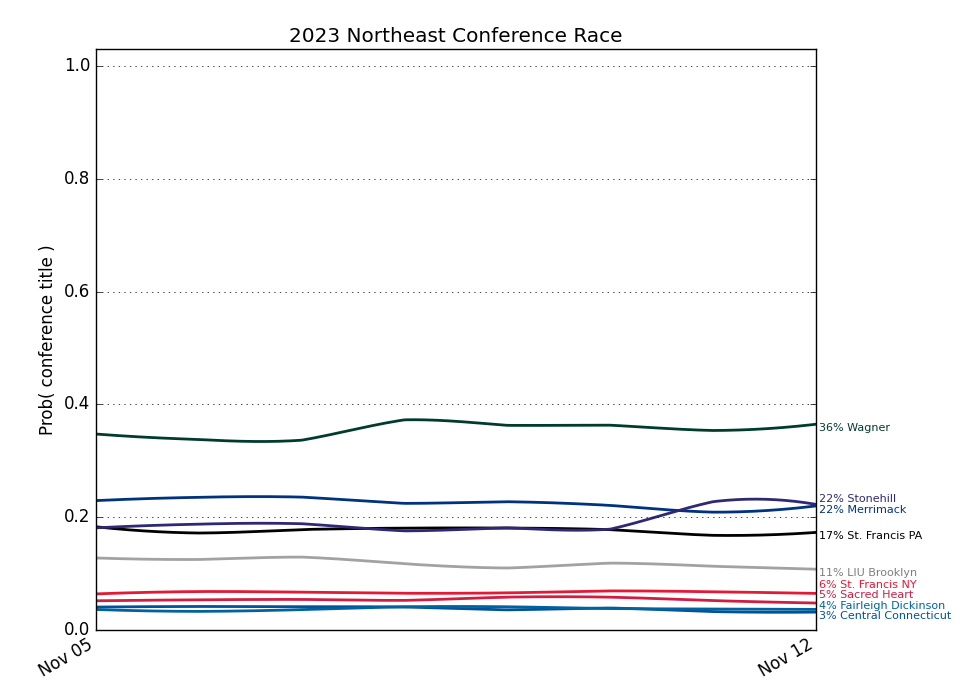 2023 Northeast Conference Race
Prob( conference title )
1.0
0.8
0.6
0.4
0.2
0.0
Nov 05
Nov 12
36% Wagner
22% Stonehill
22% Merrimack
17% St. Francis PA
11% LIU Brooklyn
6% St. Francis NY
5% Sacred Heart
4% Fairleigh Dickinson
3% Central Connecticut